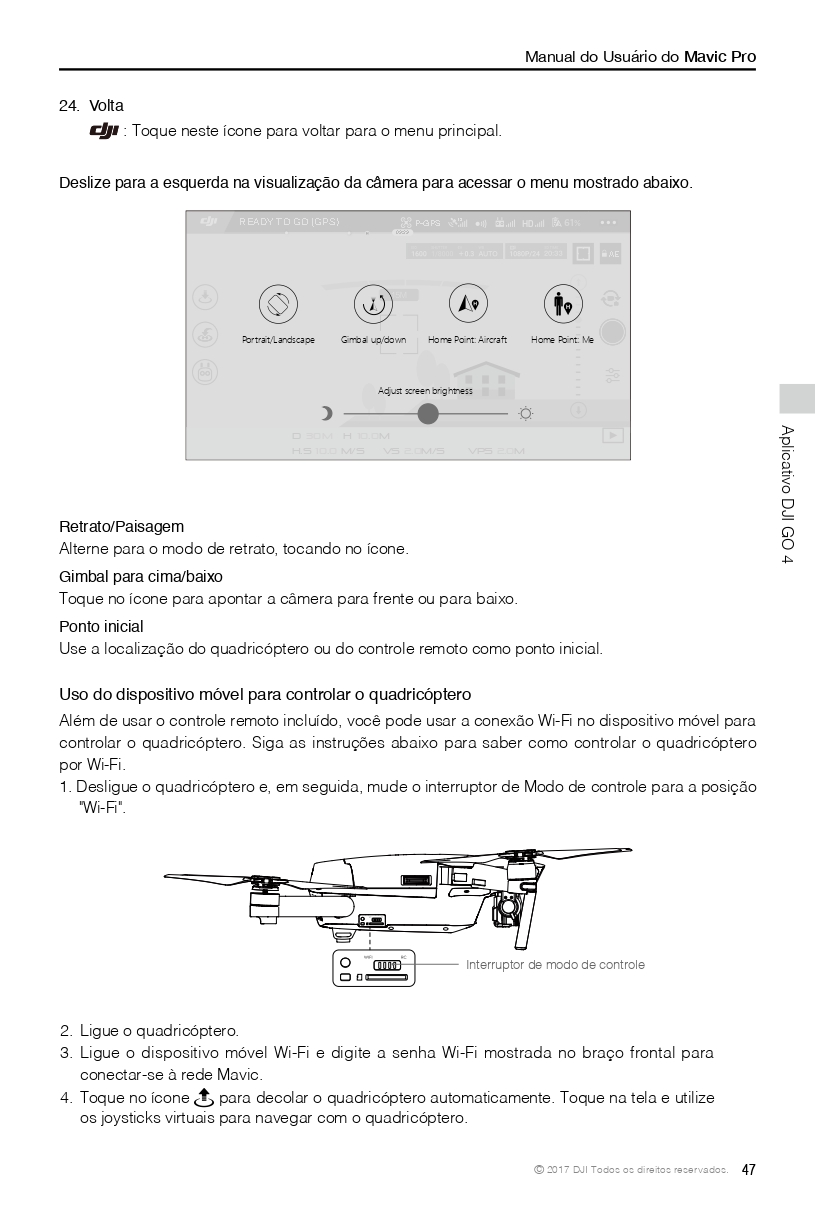 Manual do Usuário do Mavic Pro
24. Volta
dji : Toque neste ícone para voltar para o menu principal.
Deslize para a esquerda na visualização da câmera para acessar o menu mostrado abaixo.
READY TO GO (GPS)
P-GPS
HD
61%
AE
Portrait/Landscape
Gimbal up/down
Home Point: Aircraft
Home Point: Me
Adjust screen brightness
D 30M H 10.0M
H.S 10.0 M/S VS 2.0M/S VPS 2.0M
Aplicativo DJI GO 4
Retrato/Paisagem
Alterne para o modo de retrato, tocando no ícone.
Gimbal para cima/baixo
Toque no ícone para apontar a câmera para frente ou para baixo.
Ponto inicial
Use a localização do quadricóptero ou do controle remoto como ponto inicial.
Uso do dispositivo móvel para controlar o quadricóptero
Além de usar o controle remoto incluído, você pode usar a conexão Wi-Fi no dispositivo móvel para
controlar o quadricóptero. Siga as instruções abaixo para saber como controlar o quadricóptero
por Wi-Fi.
1. Desligue o quadricóptero e, em seguida, mude o interruptor de Modo de controle para a posição
"Wi-Fi".
WiFi
RC
Interruptor de modo de controle
2. Ligue o quadricóptero.
3. Ligue o dispositivo móvel Wi-Fi e digite a senha Wi-Fi mostrada no braço frontal para
conectar-se à rede Mavic.
4. Toque no ícone para decolar o quadricóptero automaticamente. Toque na tela e utilize
os joysticks virtuais para navegar com o quadricóptero.
© 2017 DJI Todos os direitos reservados. 47